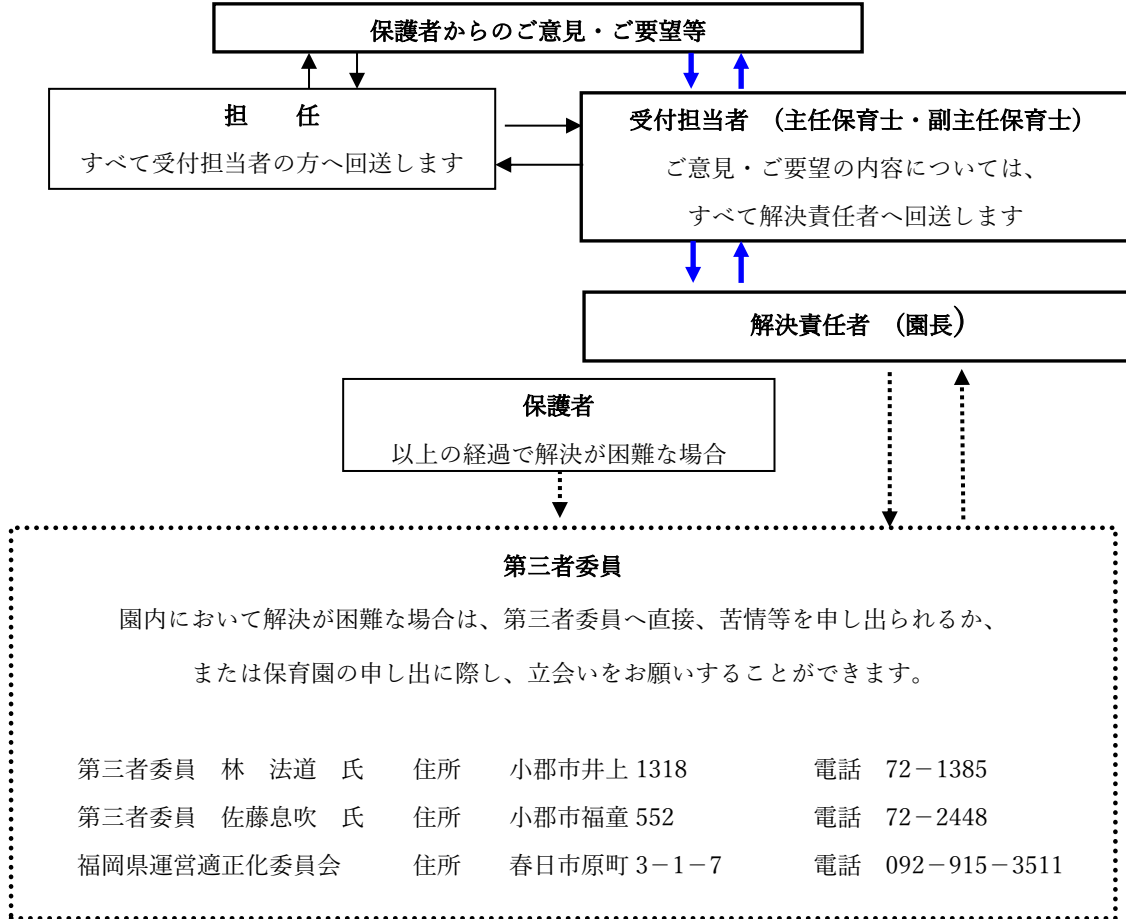 保護者からのご意見・ご要望等
担　　任
すべて受付担当者の方へ回送します
受付担当者　（主任保育士・副主任保育士）
ご意見・ご要望の内容については、
すべて解決責任者へ回送します
解決責任者　（園長）
保護者
以上の経過で解決が困難な場合
第三者委員
園内において解決が困難な場合は、第三者委員へ直接、苦情等を申し出られるか、
または保育園の申し出に際し、立会いをお願いすることができます。
第三者委員　林　法道　氏　　住所　　小郡市井上 1318　　電話　72－1385
第三者委員　佐藤息吹　氏　　住所　　小郡市福童 552　　電話　72－2448
福岡県運営適正化委員会　　住所　　春日市原町 3－1－7　　電話　092－915－3511